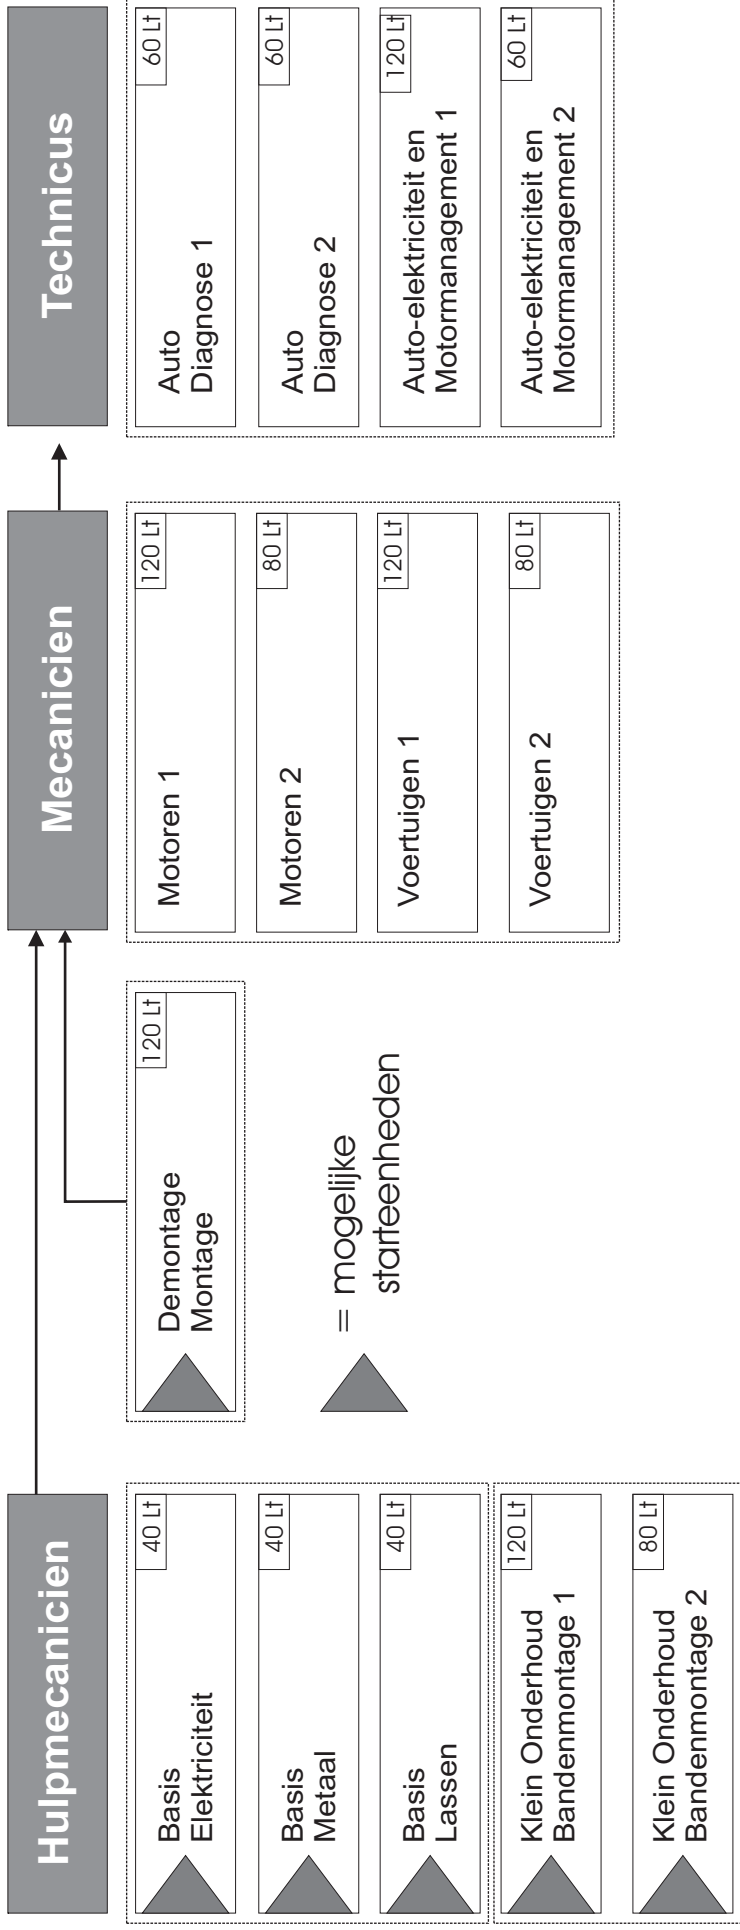 Hulpmecanicien
Basis
Elektriciteit
40 Lt
Basis
Metaal
40 Lt
Basis
Lassen
40 Lt
Klein Onderhoud
Bandenmontage 1
120 Lt
Klein Onderhoud
Bandenmontage 2
80 Lt
Demontage
Montage
120 Lt
= mogelijke
starteenheden
Mecanicien
Motoren 1
120 Lt
Motoren 2
80 Lt
Voertuigen 1
120 Lt
Voertuigen 2
80 Lt
Technicus
Auto
Diagnose 1
60 Lt
Auto
Diagnose 2
60 Lt
Auto-elektriciteit en
Motormanagement 1
120 Lt
Auto-elektriciteit en
Motormanagement 2
60 Lt